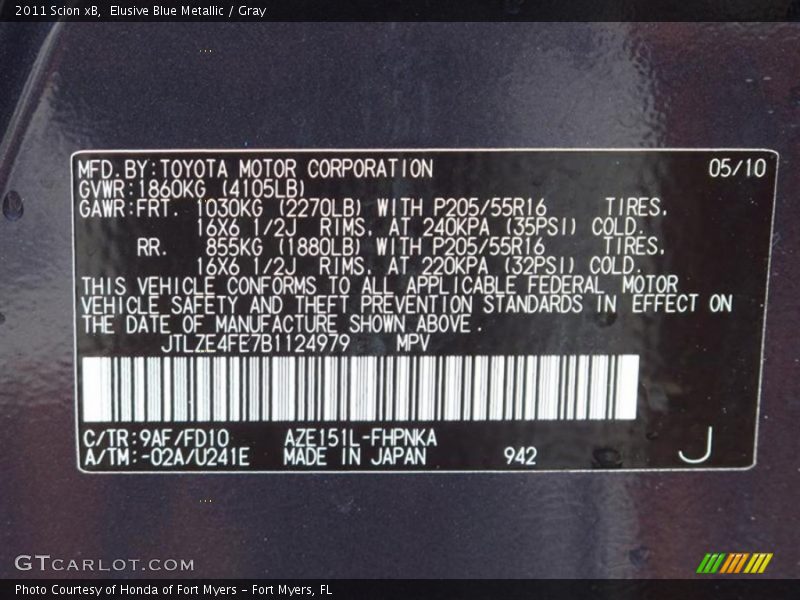 2011 Scion xB,  Elusive Blue Metallic / Gray
MFD.BY:TOYOTA MOTOR CORPORATION 05/10
GVWR:1860KG (4105LB)
GAWR:FRT. 1030KG (2270LB) WITH P205/55R16 TIRES,
16X6 1/2J RIMS, AT 240KPA (35PSI) COLD.
RR. 855KG (1880LB) WITH P205/55R16 TIRES,
16X6 1/2J RIMS, AT 220KPA (32PSI) COLD.
THIS VEHICLE CONFORMS TO ALL APPLICABLE FEDERAL MOTOR
VEHICLE SAFETY AND THEFT PREVENTION STANDARDS IN EFFECT ON
THE DATE OF MANUFACTURE SHOWN ABOVE.
JTLZE4FE7B1124979 MPV
C/TR:9AF/FD10 AZE151L-FHPNKA
A/TM:-02A/U241E MADE IN JAPAN 942 J
GTCARLOT.COM
Photo Courtesy of Honda of Fort Myers – Fort Myers, FL